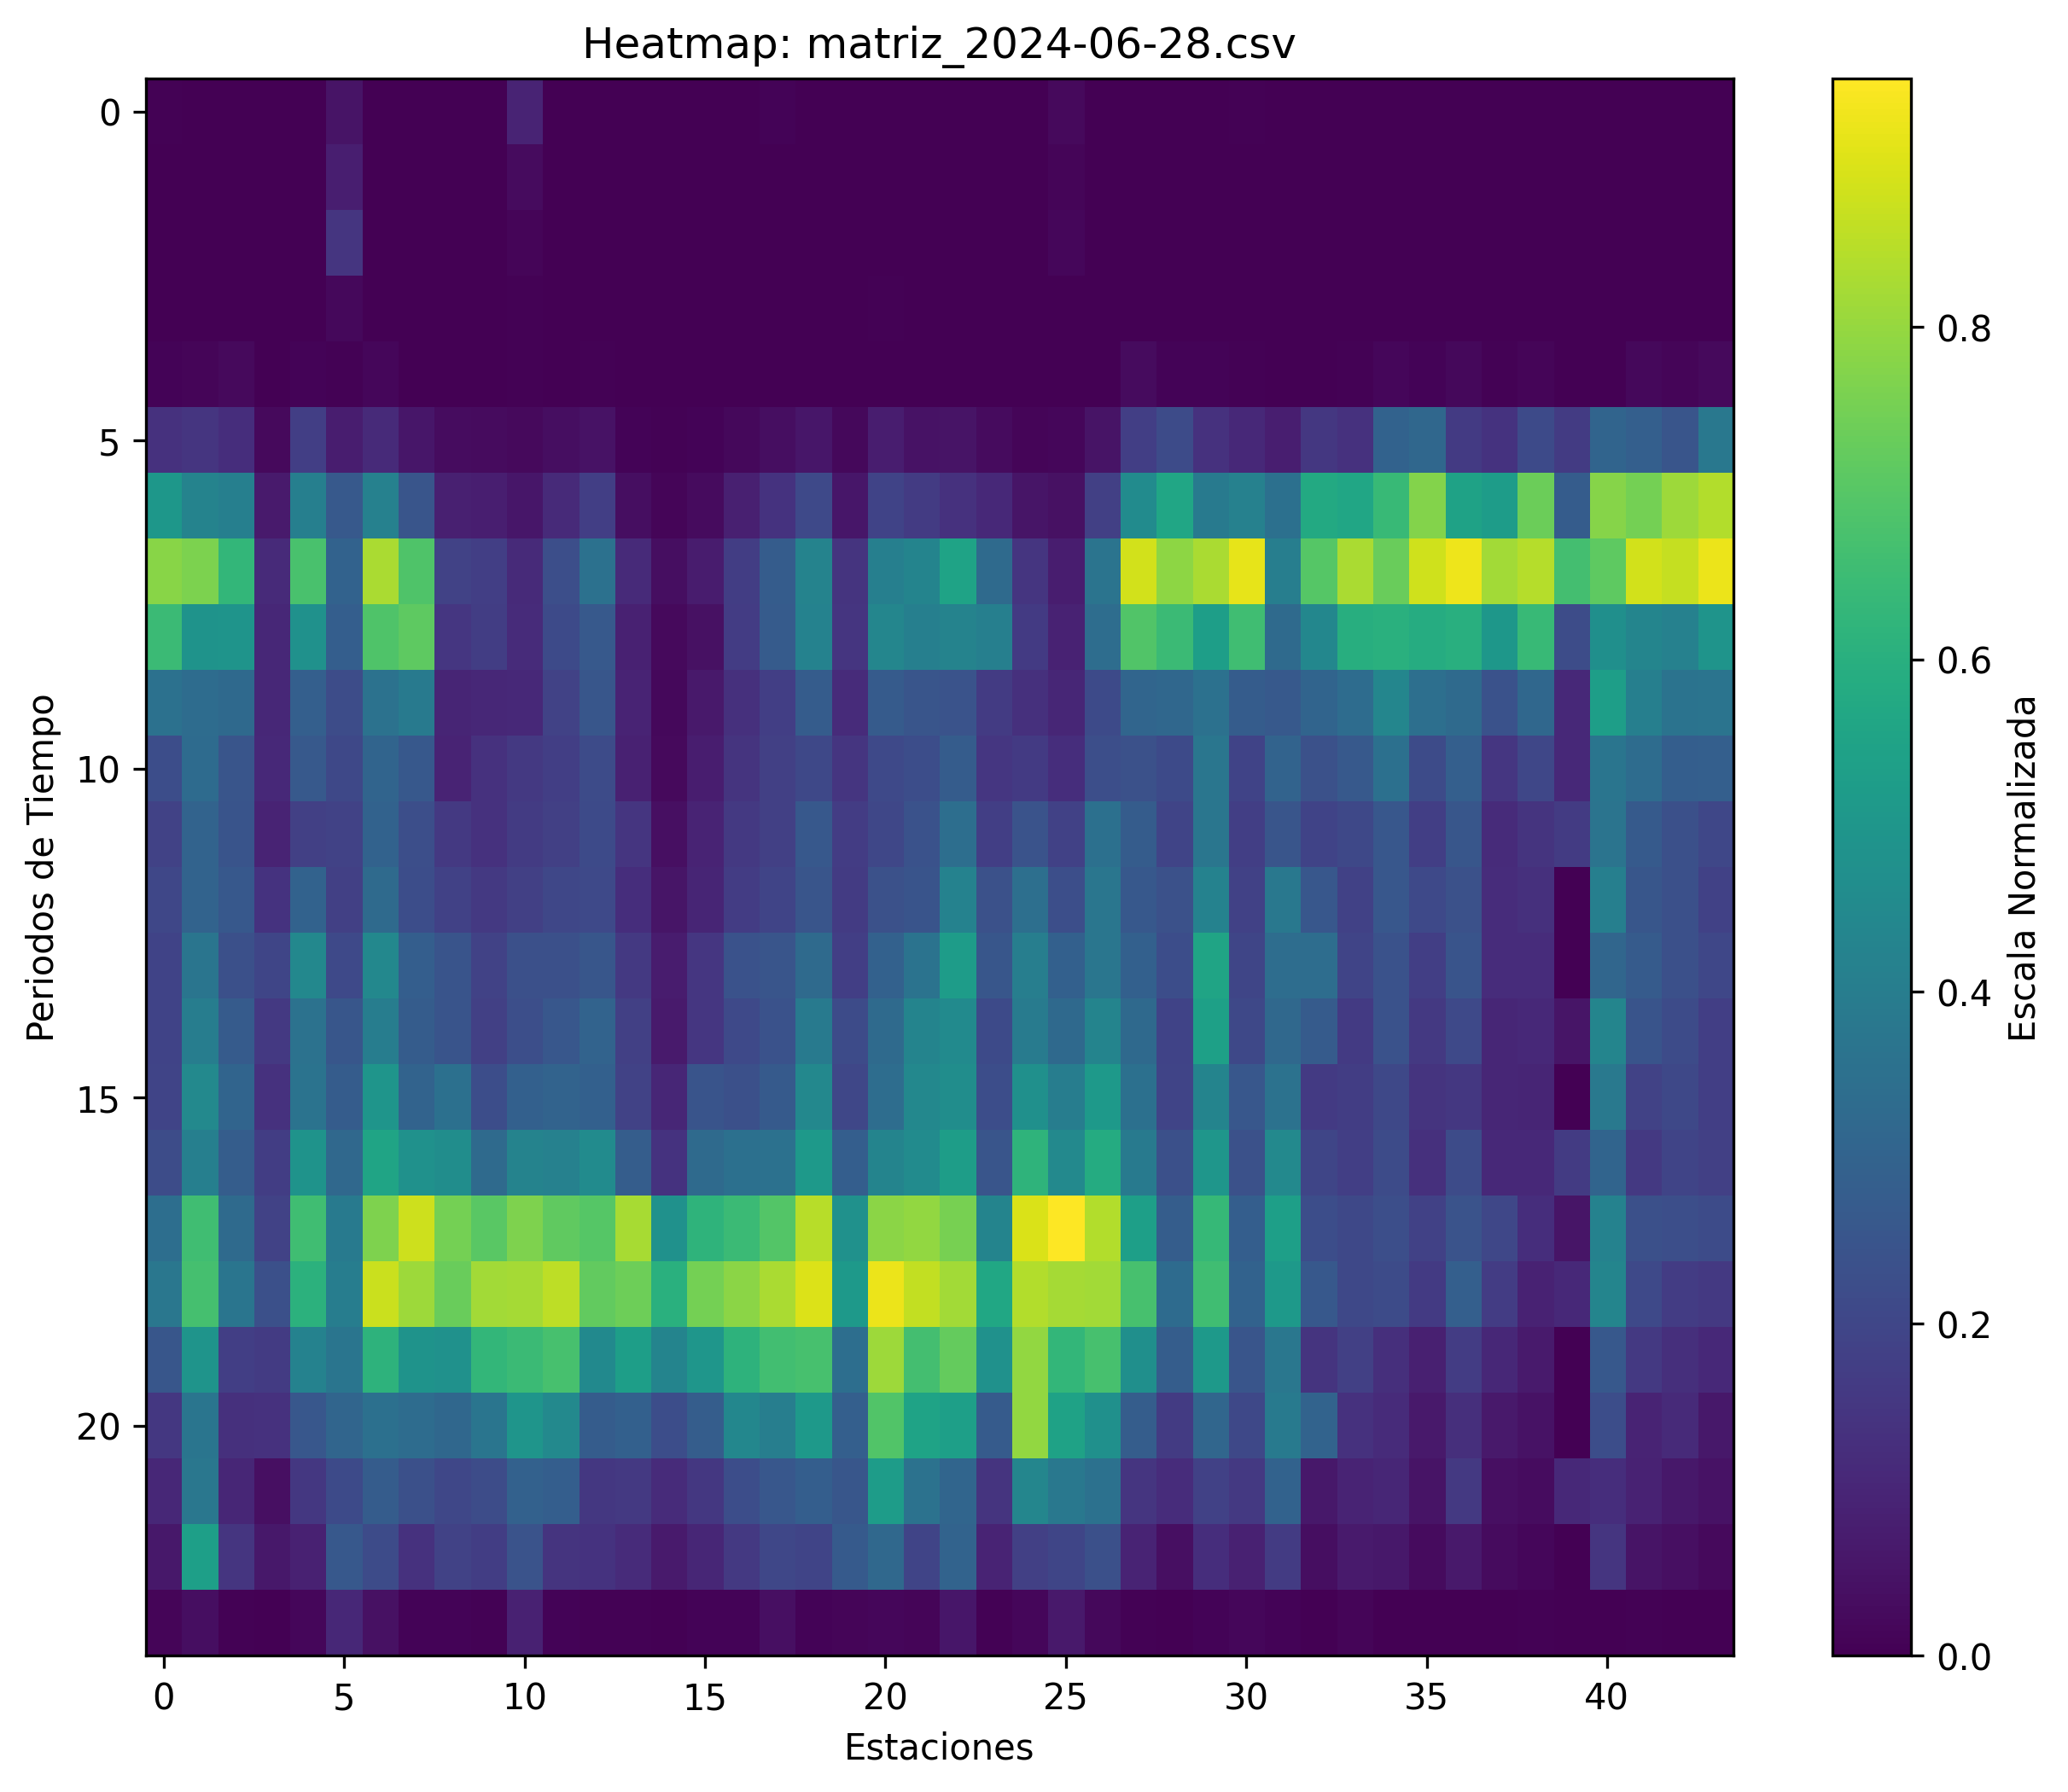 Heatmap: matriz_2024-06-28.csv
Periodos de Tiempo
0
5
10
15
20
0 5 10 15 20 25 30 35 40
Estaciones
0.8
0.6
0.4
0.2
0.0
Escala Normalizada